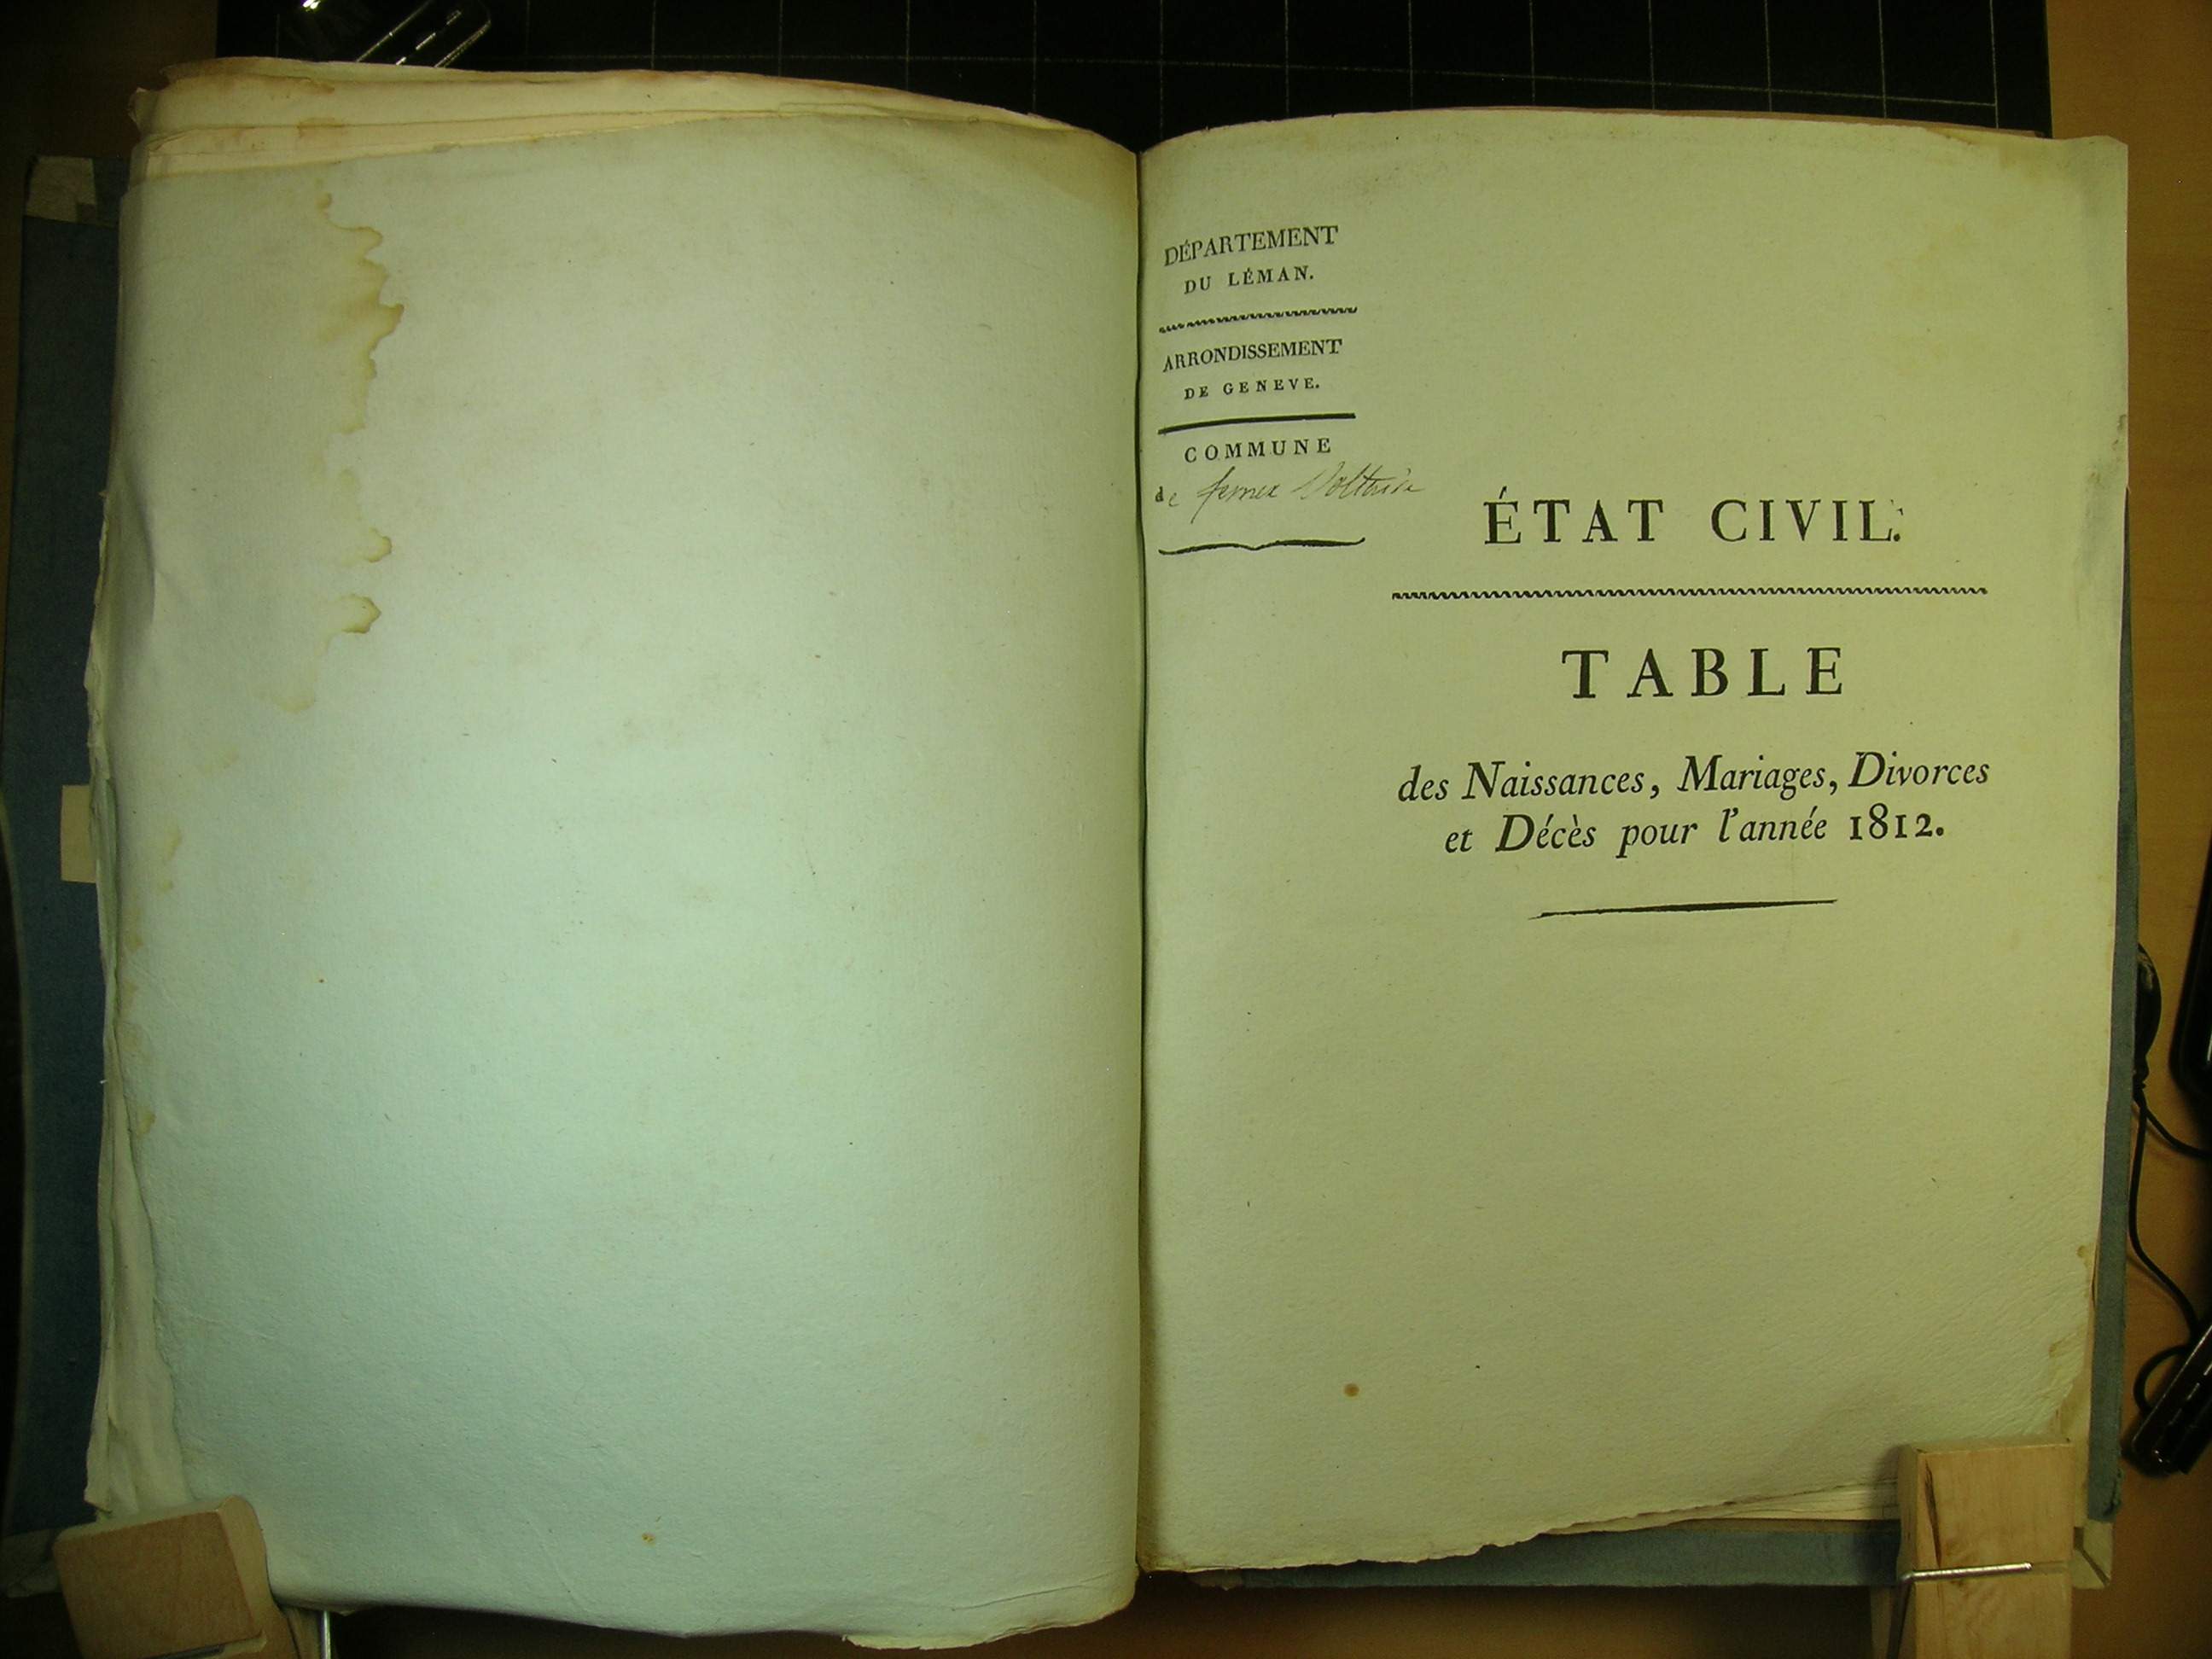 DÉPARTEMENT
DU LÉMAN.
ARRONDISSEMENT
DE GENEVE.
COMMUNE
de fernex Voltaire
ÉTAT CIVIL.
TABLE
des Naissances, Mariages, Divorces
et Décès pour l'année 1812.